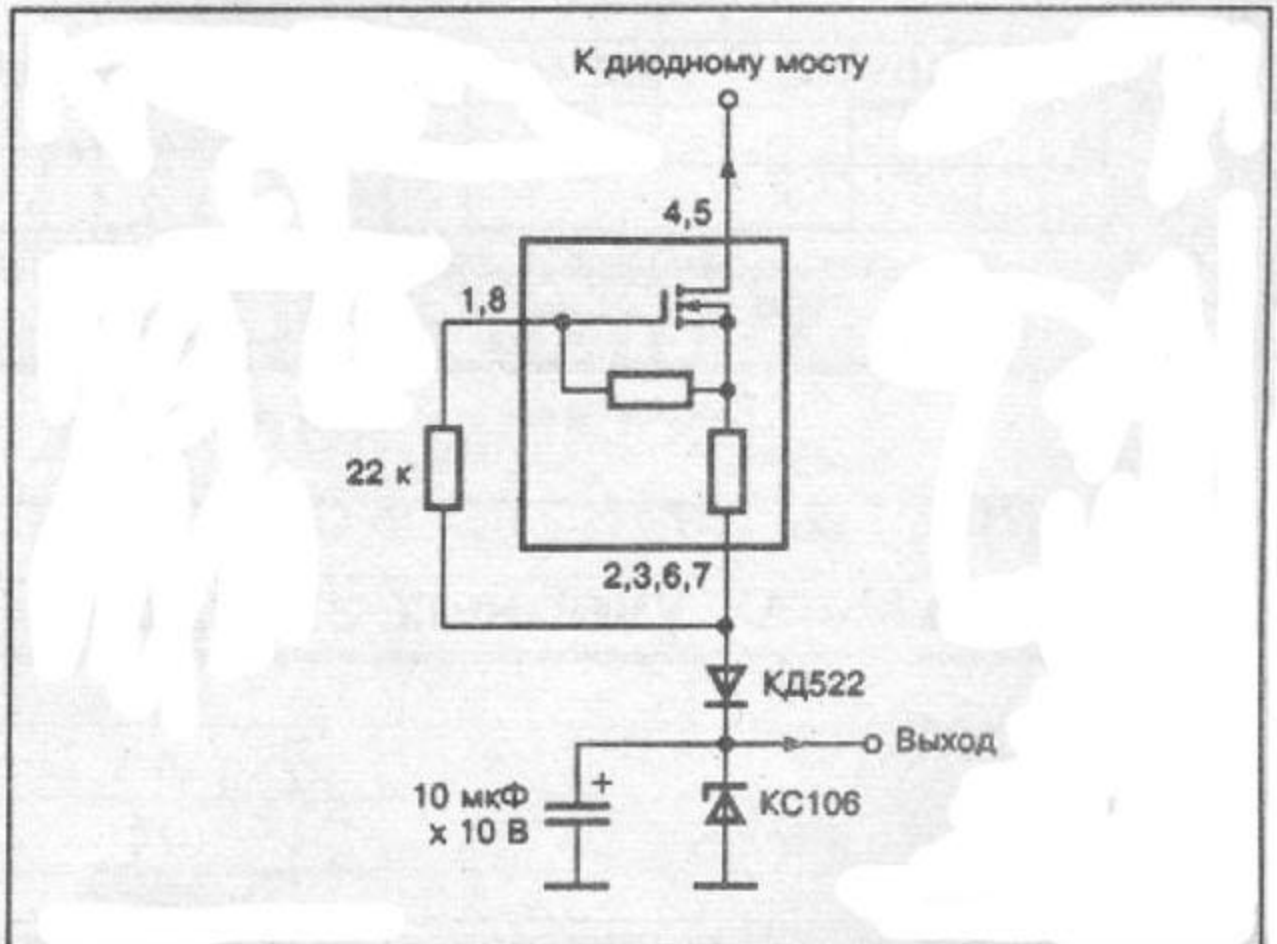 К диодному мосту
4,5
1,8
22 к
2,3,6,7
КД522
Выход
+
10 мкФ
х 10 В
КС106